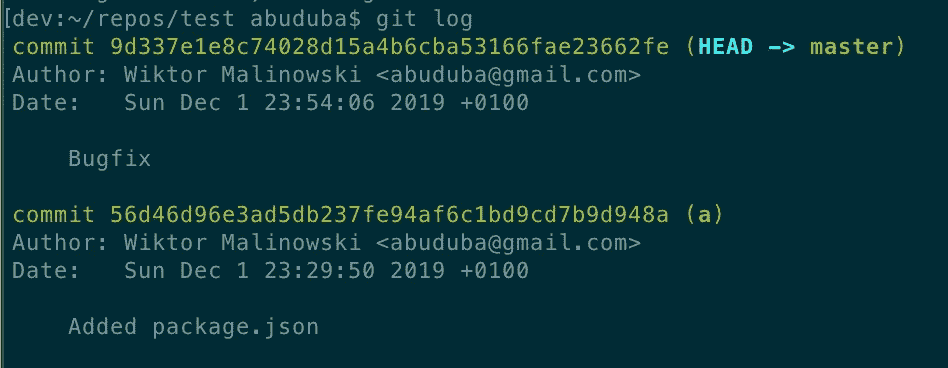 [dev:~/repos/test abuduba$ git log
commit 9d337e1e8c74028d15a4b6cba53166fae23662fe (HEAD -> master)
Author: Wiktor Malinowski <abuduba@gmail.com>
Date:   Sun Dec 1 23:54:06 2019 +0100
Bugfix
commit 56d46d96e3ad5db237fe94af6c1bd9cd7b9d948a (a)
Author: Wiktor Malinowski <abuduba@gmail.com>
Date:   Sun Dec 1 23:29:50 2019 +0100
Added package.json